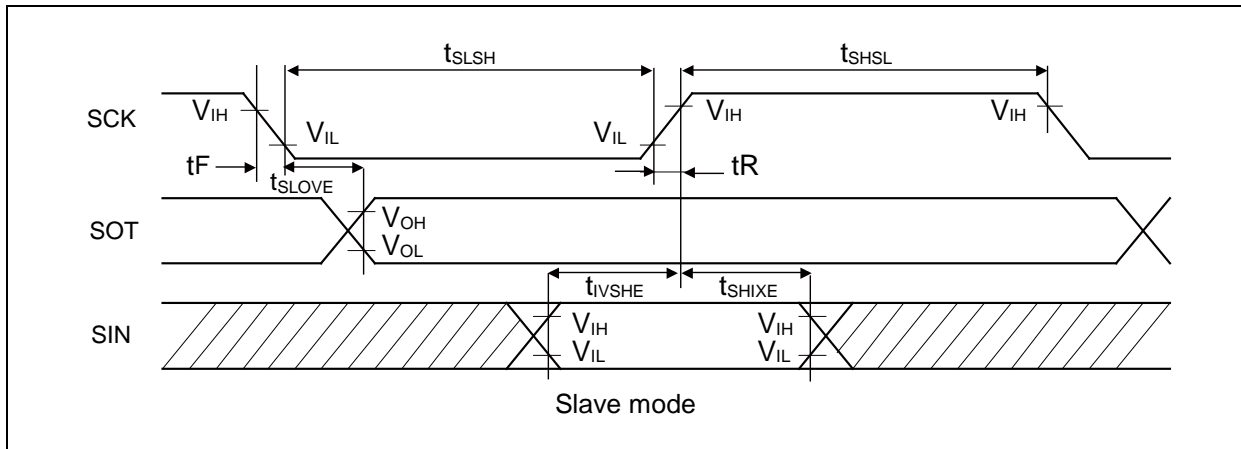 tSLSH
tSHSL
SCK
VIH
VIL
VIL
VIH
VIH
tF
tSLOVE
tR
SOT
VOH
VOL
tIVSHE
tSHIXE
SIN
VIH
VIL
VIH
VIL
Slave mode